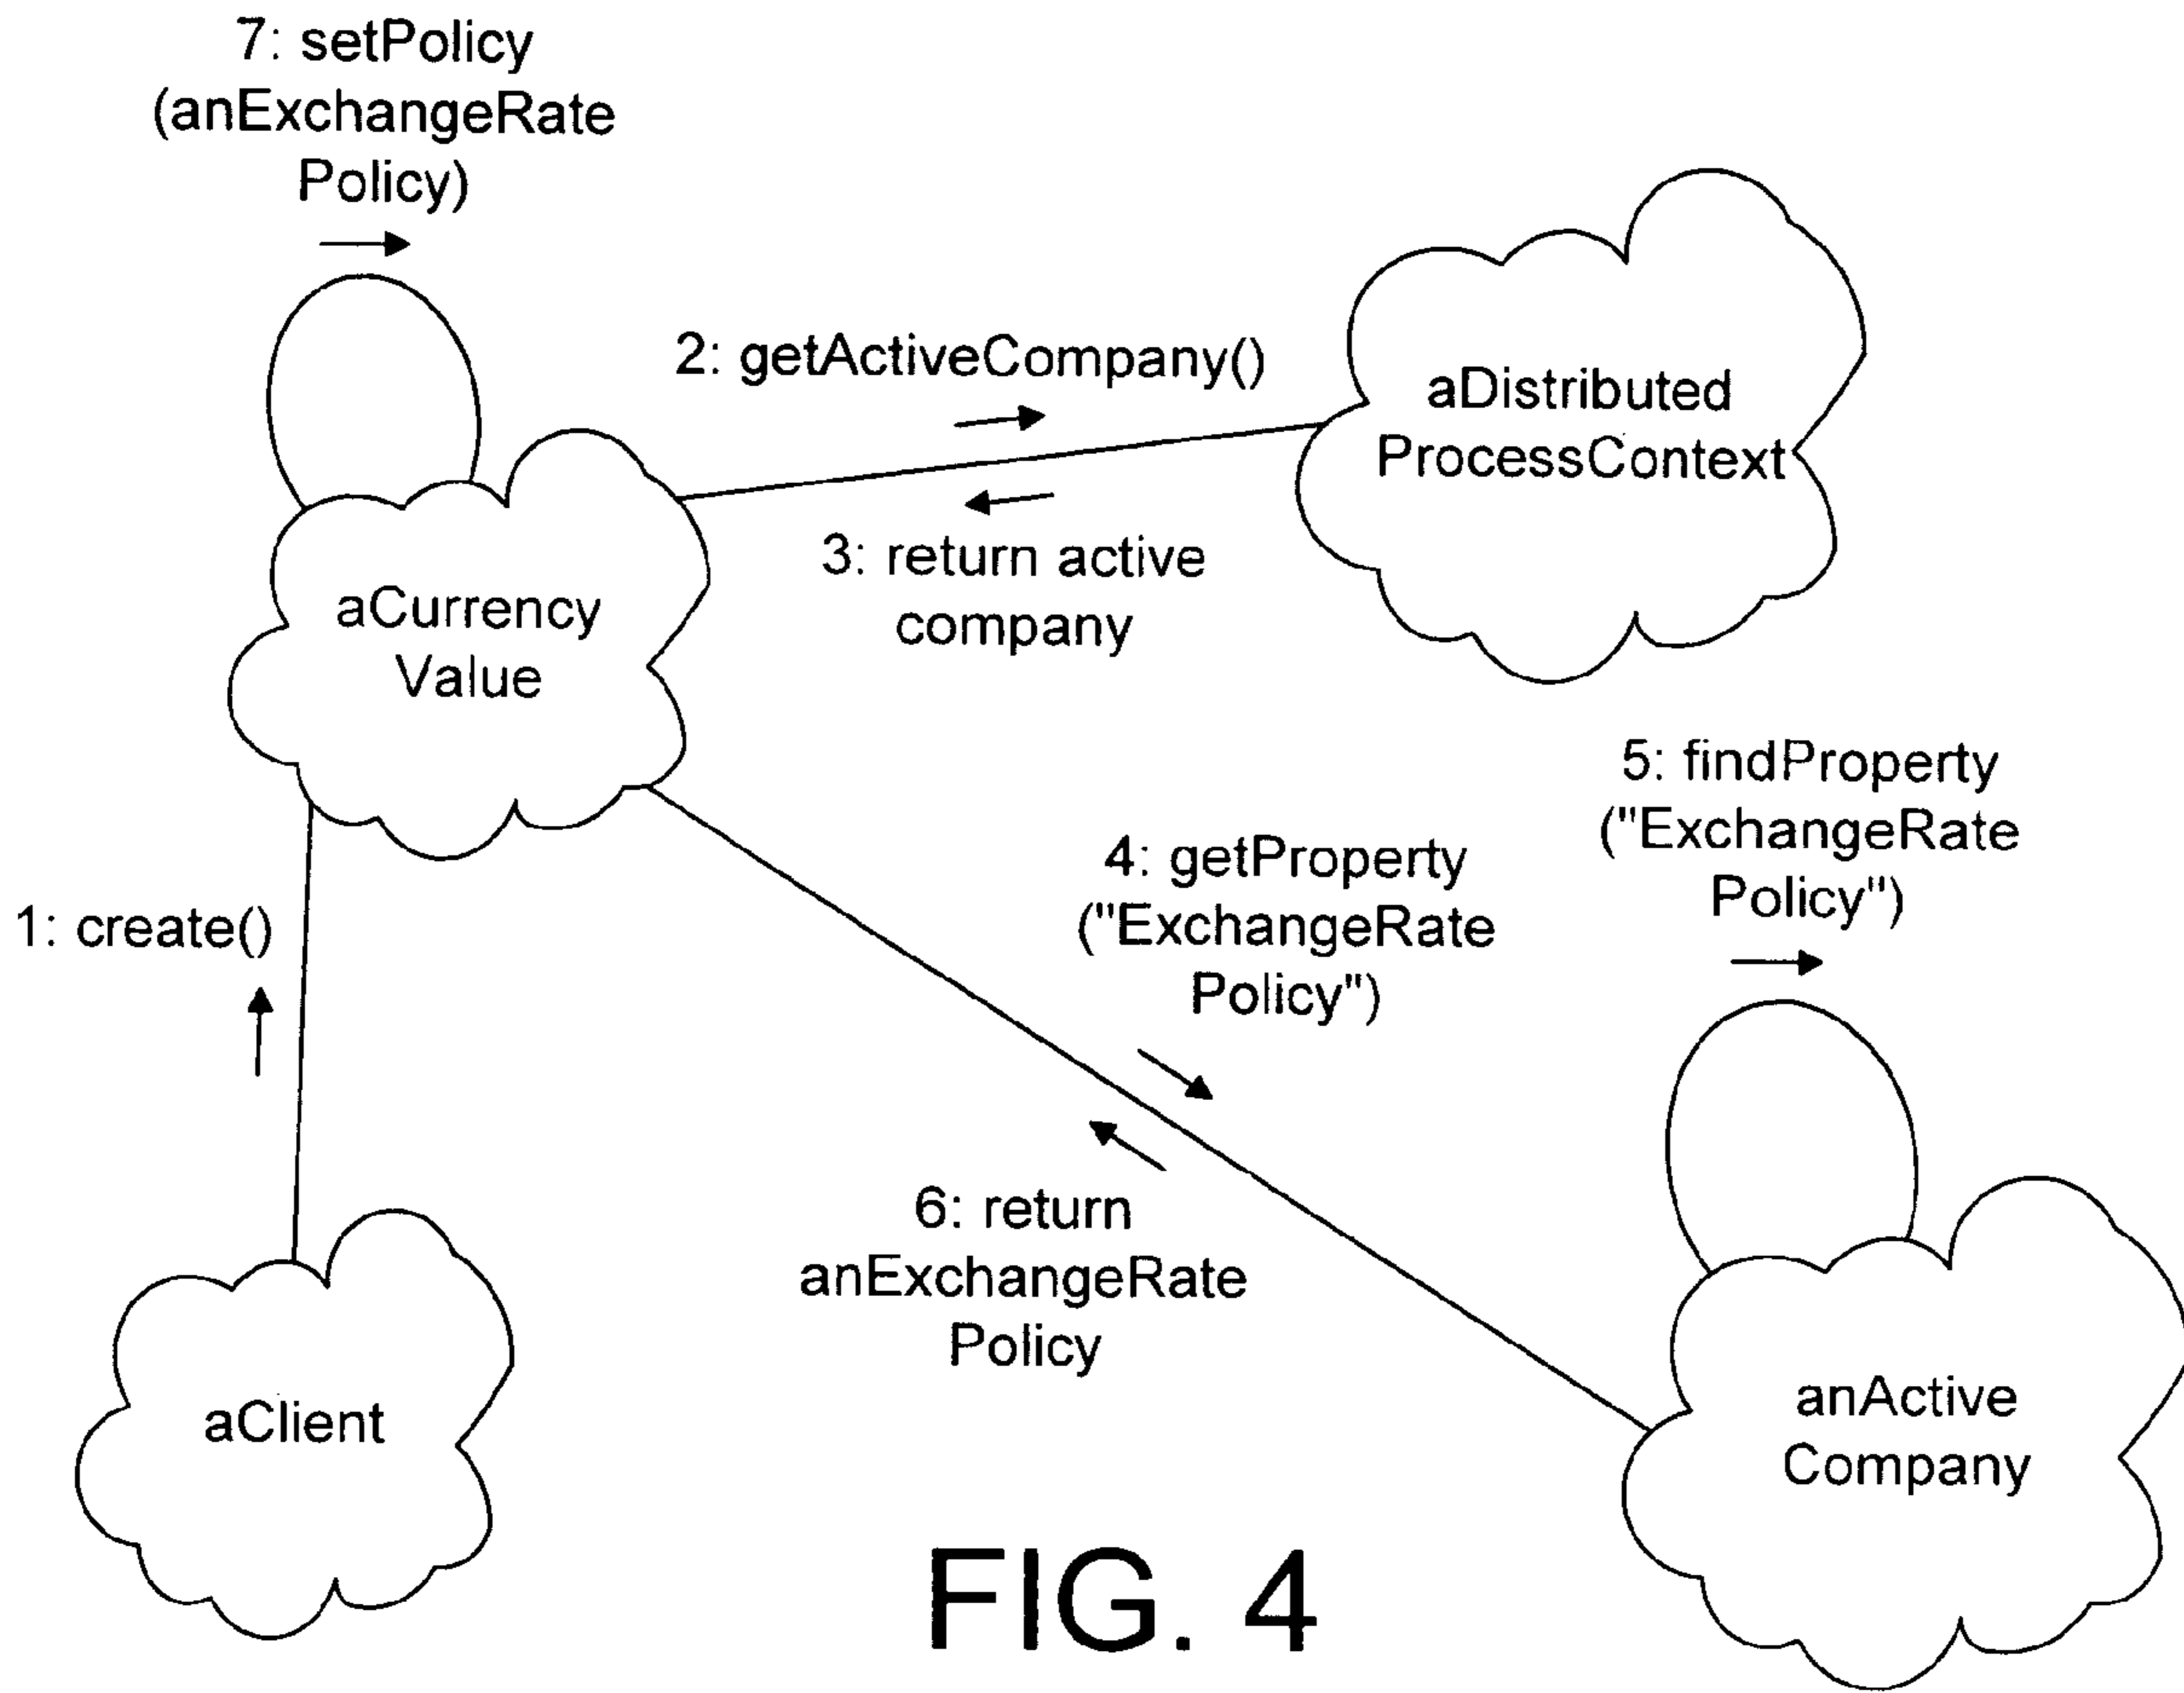 7: setPolicy
(anExchangeRate
Policy)
2: getActiveCompany()
aDistributed
ProcessContext
3: return active
company
aCurrency
Value
5: findProperty
("ExchangeRate
Policy")
4: getProperty
("ExchangeRate
Policy")
1: create()
6: return
anExchangeRate
Policy
aClient
anActive
Company
FIG. 4